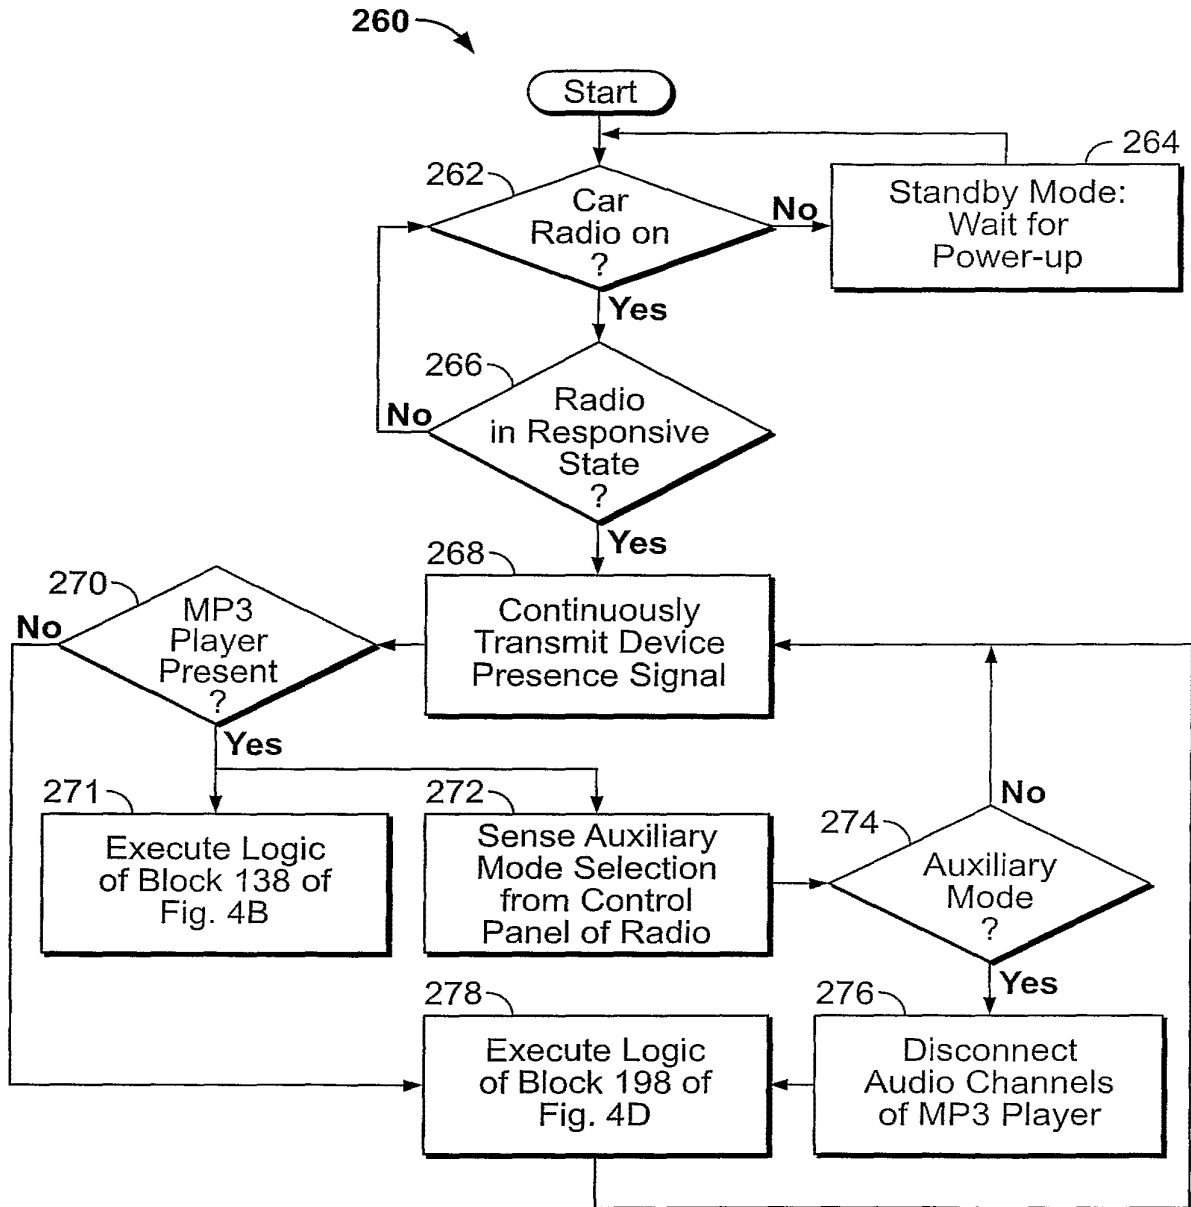 260
Start
262
Car
Radio on
?
No
264
Standby Mode:
Wait for
Power-up
Yes
266
Radio
in Responsive
State
?
No
Yes
268
Continuously
Transmit Device
Presence Signal
270
MP3
Player
Present
?
No
Yes
271
Execute Logic
of Block 138 of
Fig. 4B
272
Sense Auxiliary
Mode Selection
from Control
Panel of Radio
274
Auxiliary
Mode
?
No
Yes
276
Disconnect
Audio Channels
of MP3 Player
278
Execute Logic
of Block 198 of
Fig. 4D